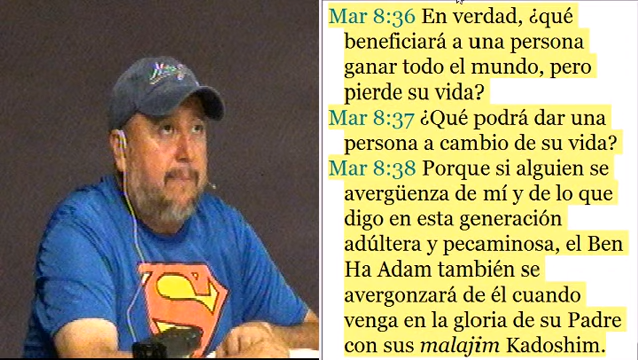 Mar 8:36 En verdad, ¿qué
beneficiará a una persona
ganar todo el mundo, pero
pierde su vida?
Mar 8:37 ¿Qué podrá dar una
persona a cambio de su vida?
Mar 8:38 Porque si alguien se
avergüenza de mí y de lo que
digo en esta generación
adúltera y pecaminosa, el Ben
Ha Adam también se
avergonzará de él cuando
venga en la gloria de su Padre
con sus malajim Kadoshim.